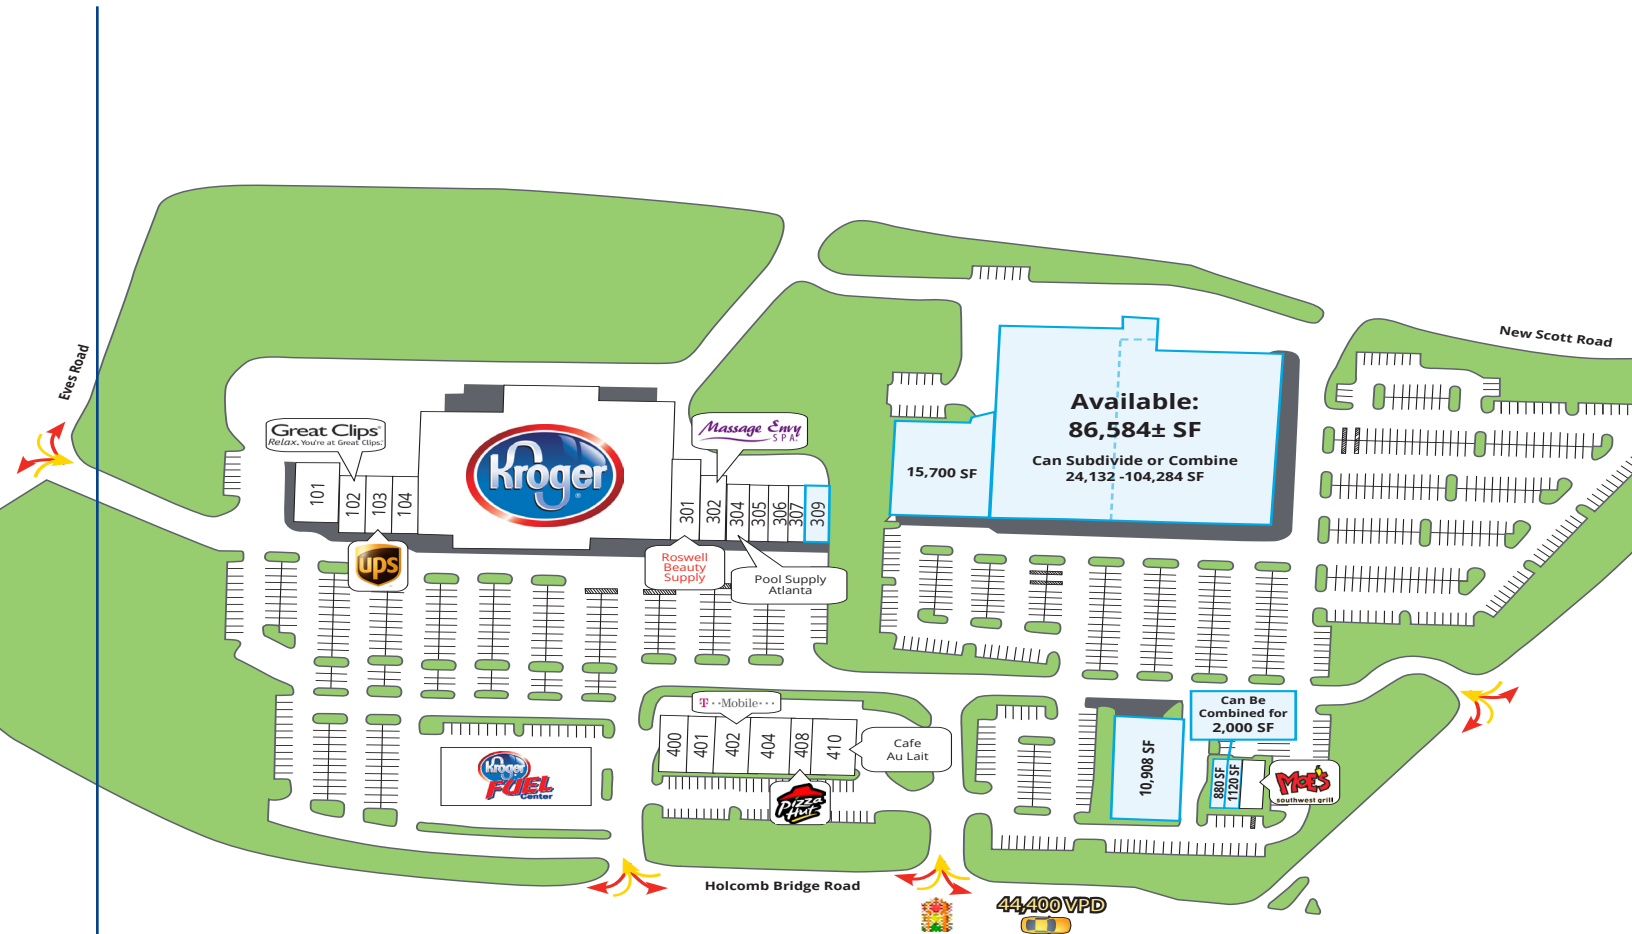 New Scott Road
Eves Road
Available:
86,584± SF
Can Subdivide or Combine
24,132 -104,284 SF
15,700 SF
Great Clips®
Relax. You're at Great Clips.®
Massage Envy
SPA®
Kroger®
101
102
103
104
301
302
304
305
306
307
309
ups
Roswell
Beauty
Supply
Pool Supply
Atlanta
T··Mobile···
400
401
402
404
408
410
Cafe
Au Lait
Pizza
Hut
Kroger
FUEL
Center
Can Be
Combined for
2,000 SF
10,908 SF
880 SF
1120 SF
MOE'S
southwest grill
Holcomb Bridge Road
44,400 VPD